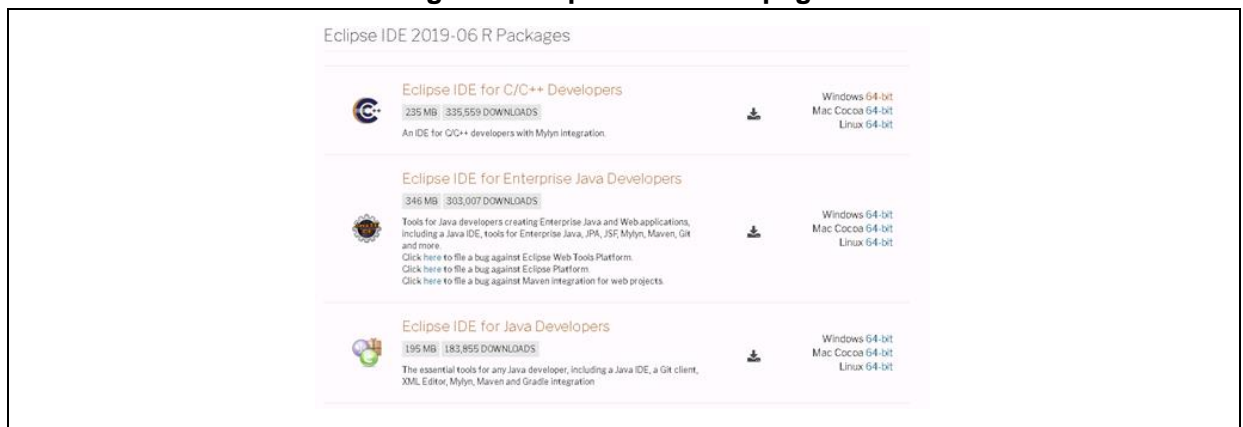 Eclipse IDE 2019-06 R Packages
Eclipse IDE for C/C++ Developers
235 MB 335,559 DOWNLOADS
An IDE for C/C++ developers with Mylyn integration.
Windows 64-bit
Mac Cocoa 64-bit
Linux 64-bit
Eclipse IDE for Enterprise Java Developers
346 MB 303,007 DOWNLOADS
Tools for Java developers creating Enterprise Java and Web applications,
including a Java IDE, tools for Enterprise Java, JPA, JSF, Mylyn, Maven, Git
and more.
Click here to file a bug against Eclipse Web Tools Platform.
Click here to file a bug against Eclipse Platform.
Click here to file a bug against Maven integration for web projects.
Windows 64-bit
Mac Cocoa 64-bit
Linux 64-bit
Eclipse IDE for Java Developers
195 MB 183,855 DOWNLOADS
The essential tools for any Java developer, including a Java IDE, a Git client,
XML Editor, Mylyn, Maven and Gradle integration
Windows 64-bit
Mac Cocoa 64-bit
Linux 64-bit